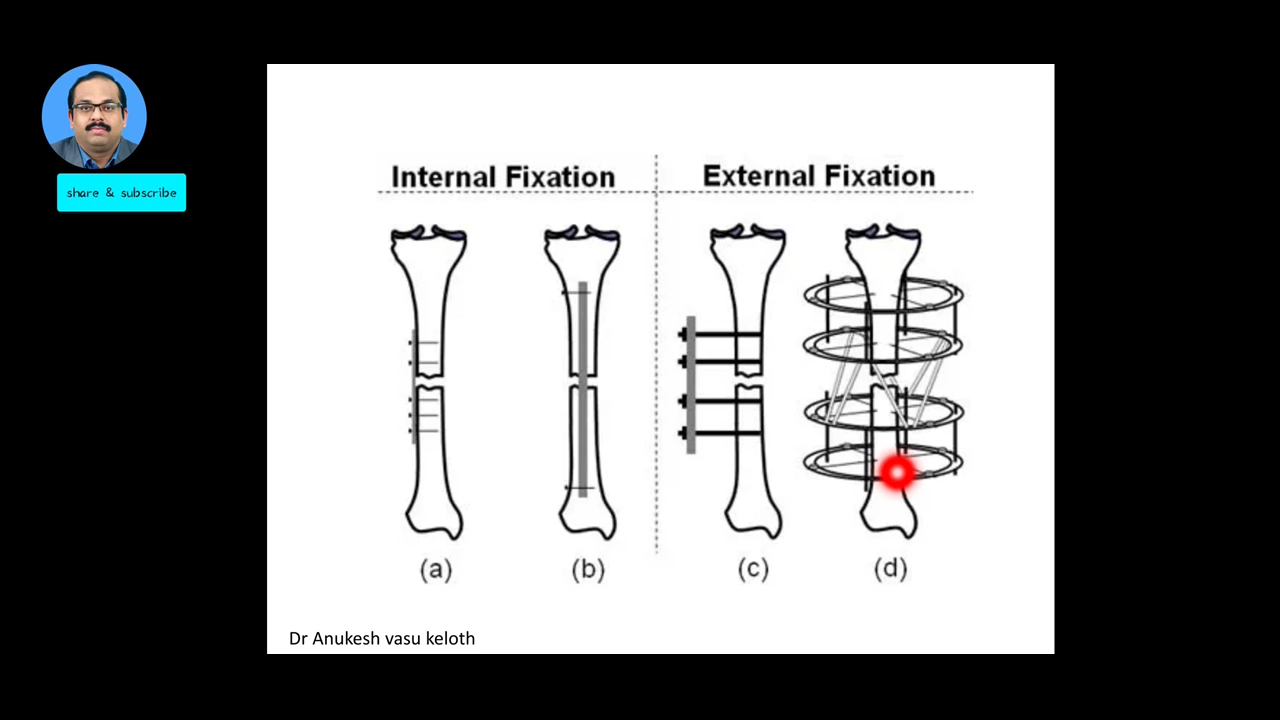 share & subscribe
Internal Fixation
External Fixation
(a)
(b)
(c)
(d)
Dr Anukesh vasu keloth